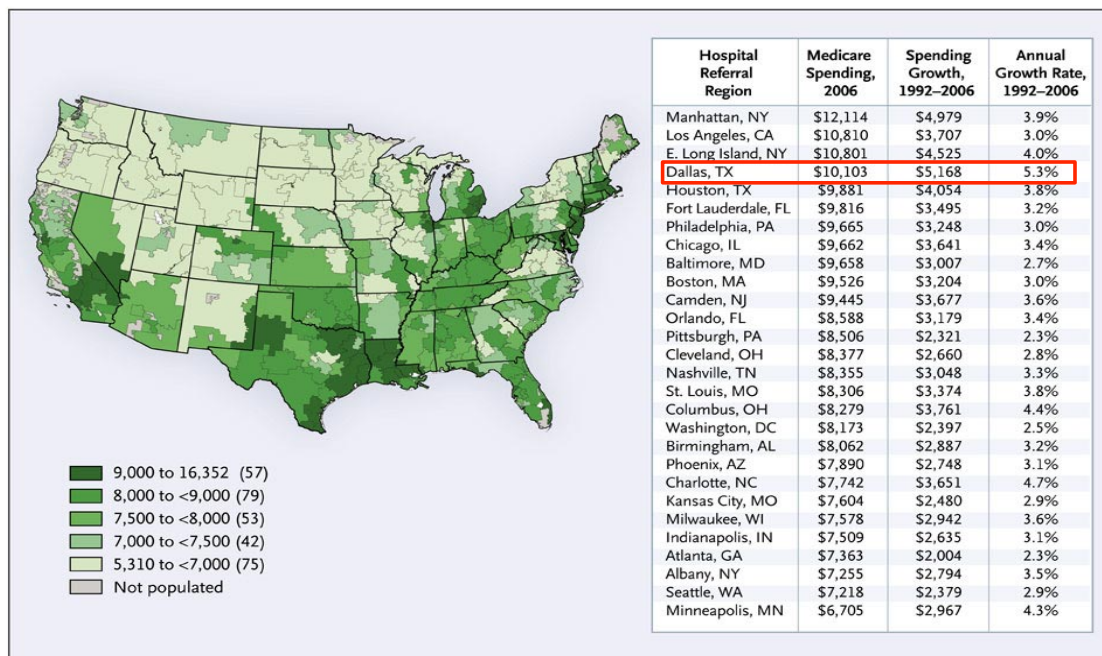 Hospital Referral Region Medicare Spending, 2006 Spending Growth, 1992–2006 Annual Growth Rate, 1992–2006
Manhattan, NY $12,114 $4,979 3.9%
Los Angeles, CA $10,810 $3,707 3.0%
E. Long Island, NY $10,801 $4,525 4.0%
Dallas, TX $10,103 $5,168 5.3%
Houston, TX $9,881 $4,054 3.8%
Fort Lauderdale, FL $9,816 $3,495 3.2%
Philadelphia, PA $9,665 $3,248 3.0%
Chicago, IL $9,662 $3,641 3.4%
Baltimore, MD $9,658 $3,007 2.7%
Boston, MA $9,526 $3,204 3.0%
Camden, NJ $9,445 $3,677 3.6%
Orlando, FL $8,588 $3,179 3.4%
Pittsburgh, PA $8,506 $2,321 2.3%
Cleveland, OH $8,377 $2,660 2.8%
Nashville, TN $8,355 $3,048 3.3%
St. Louis, MO $8,306 $3,374 3.8%
Columbus, OH $8,279 $3,761 4.4%
Washington, DC $8,173 $2,397 2.5%
Birmingham, AL $8,062 $2,887 3.2%
Phoenix, AZ $7,890 $2,748 3.1%
Charlotte, NC $7,742 $3,651 4.7%
Kansas City, MO $7,604 $2,480 2.9%
Milwaukee, WI $7,578 $2,942 3.6%
Indianapolis, IN $7,509 $2,635 3.1%
Atlanta, GA $7,363 $2,004 2.3%
Albany, NY $7,255 $2,794 3.5%
Seattle, WA $7,218 $2,379 2.9%
Minneapolis, MN $6,705 $2,967 4.3%
9,000 to 16,352 (57)
8,000 to <9,000 (79)
7,500 to <8,000 (53)
7,000 to <7,500 (42)
5,310 to <7,000 (75)
Not populated